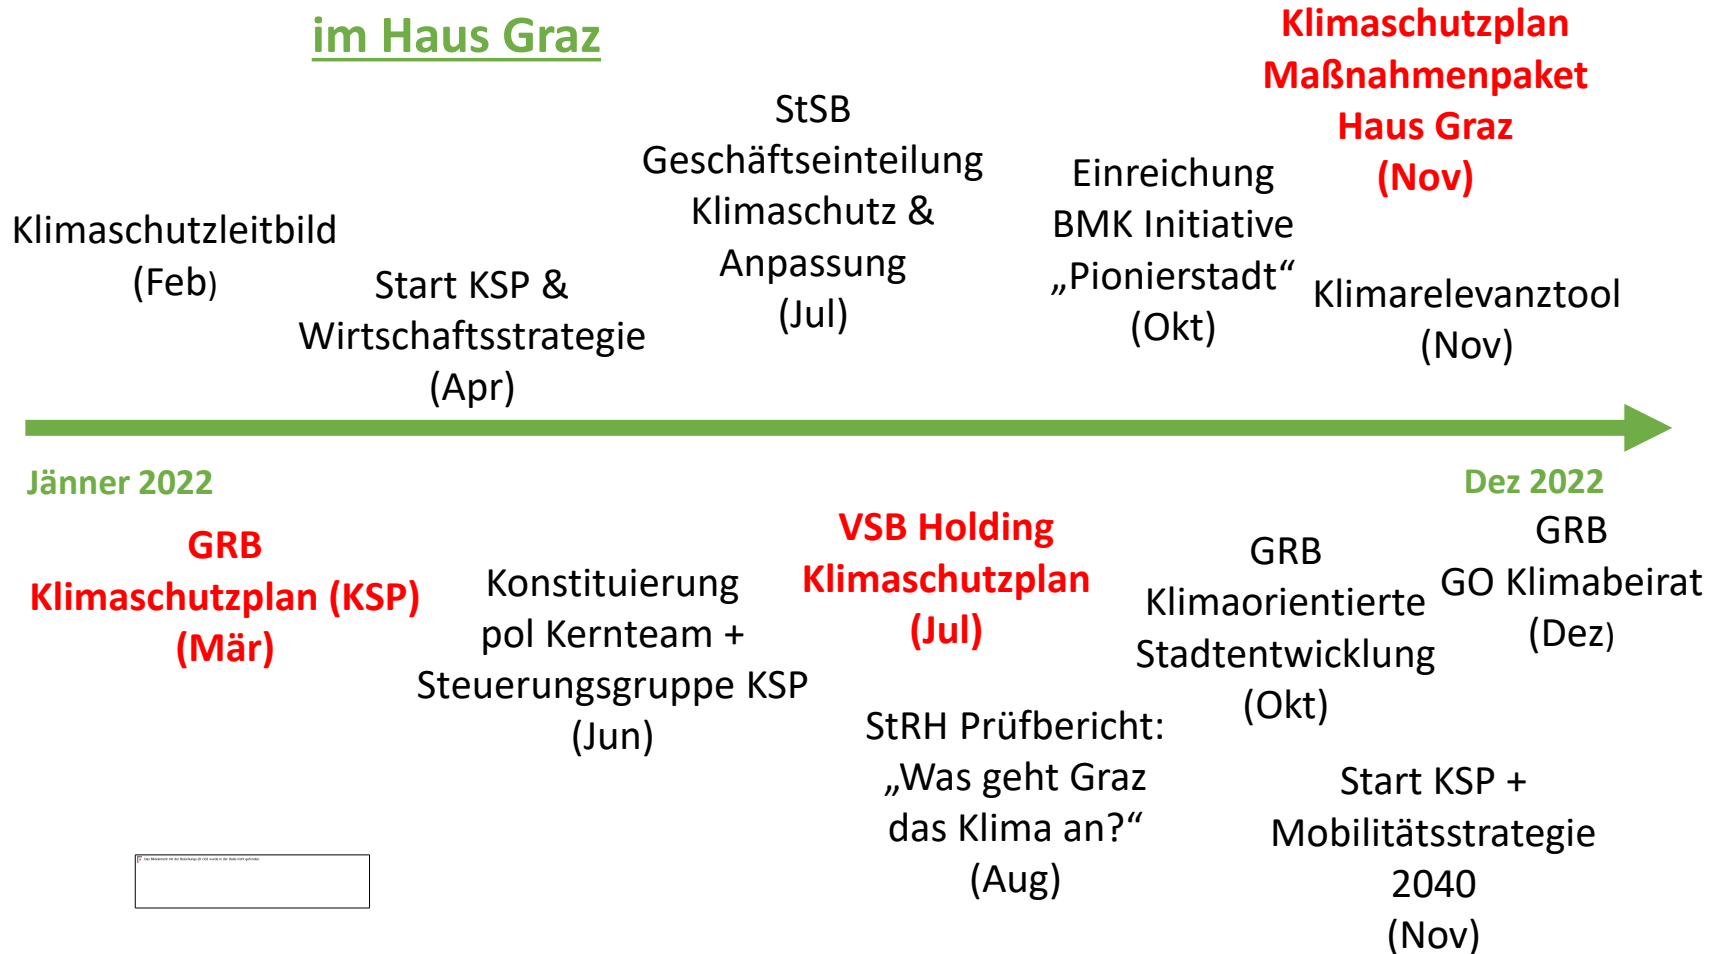 im Haus Graz
Klimaschutzplan
Maßnahmenpaket
Haus Graz
(Nov)
StSB
Geschäftseinteilung
Klimaschutz &
Anpassung
(Jul)
Einreichung
BMK Initiative
„Pionierstadt“
(Okt)
Klimaschutzleitbild
(Feb)
Start KSP &
Wirtschaftsstrategie
(Apr)
Klimarelevanztool
(Nov)
Jänner 2022
Dez 2022
GRB
Klimaschutzplan (KSP)
(Mär)
Konstituierung
pol Kernteam +
Steuerungsgruppe KSP
(Jun)
VSB Holding
Klimaschutzplan
(Jul)
StRH Prüfbericht:
„Was geht Graz
das Klima an?“
(Aug)
GRB
Klimaorientierte
Stadtentwicklung
(Okt)
GRB
GO Klimabeirat
(Dez)
Start KSP +
Mobilitätsstrategie
2040
(Nov)